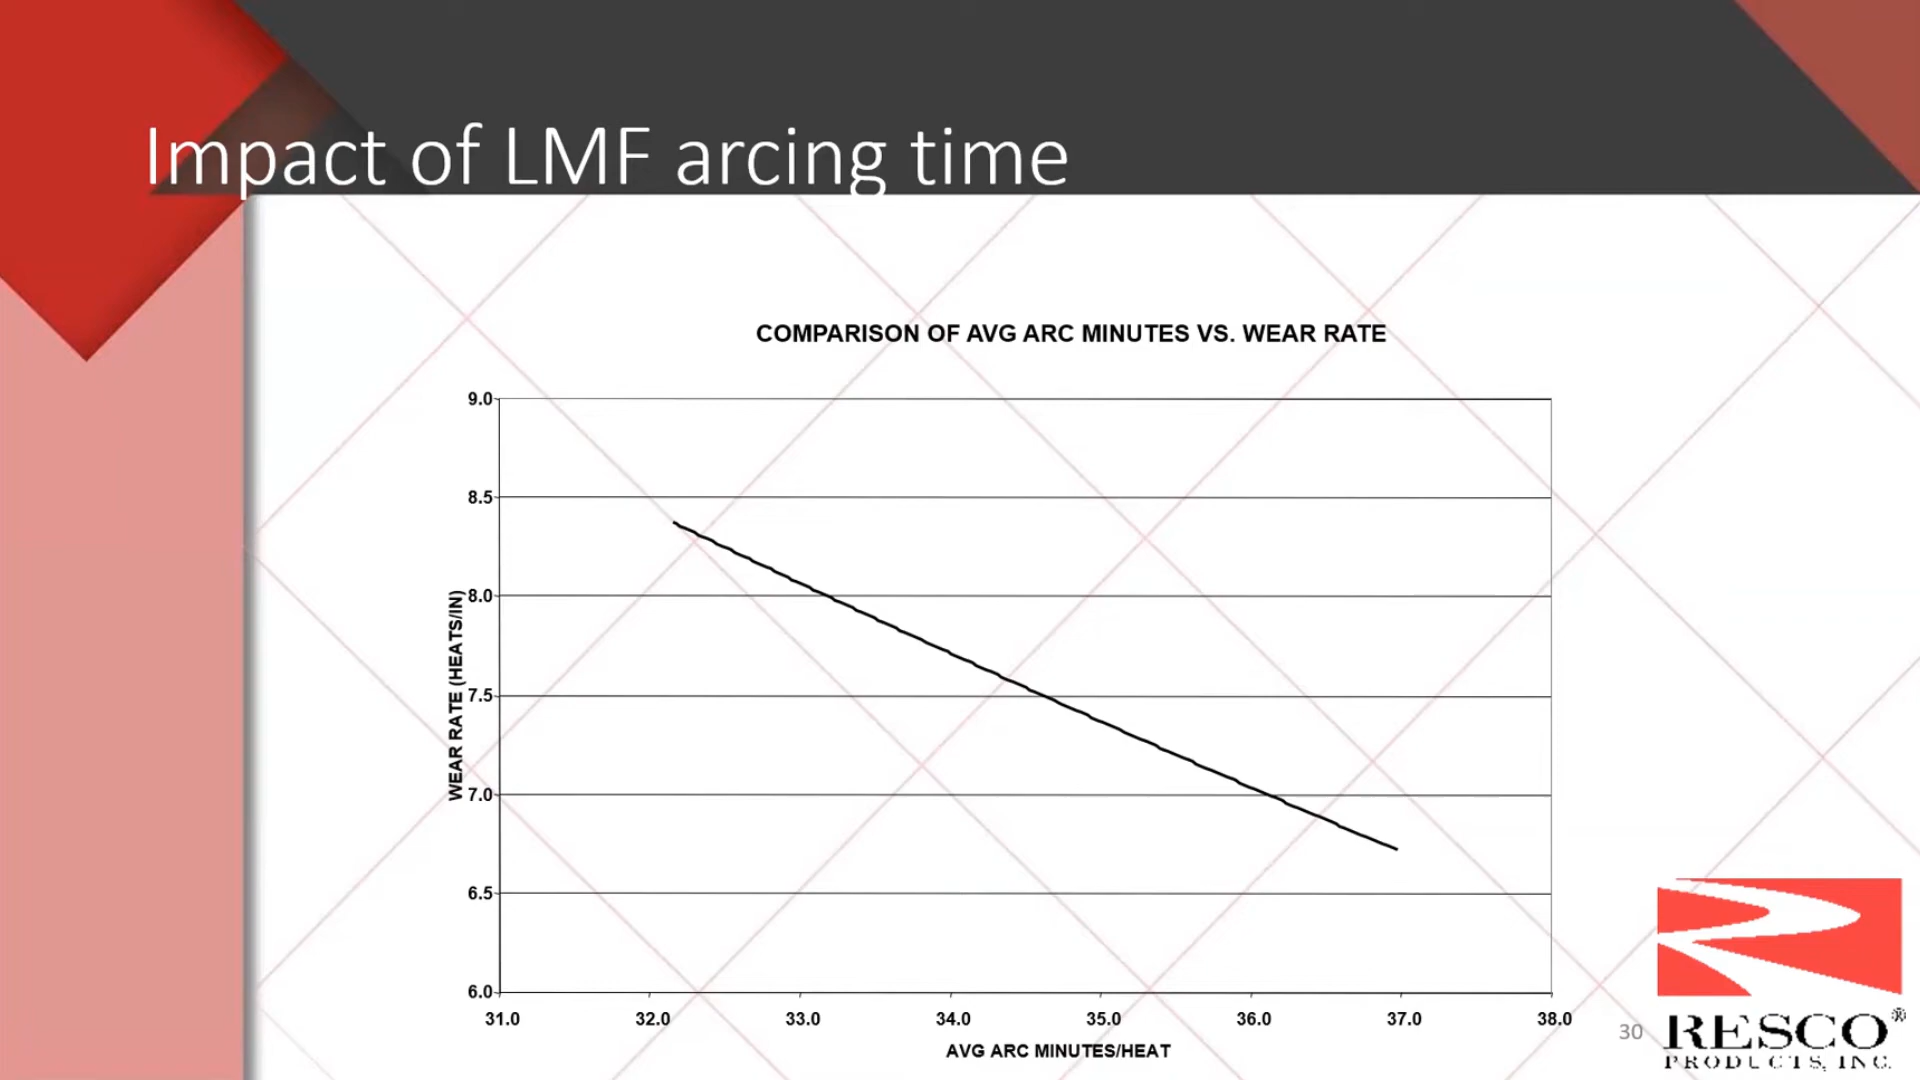 Impact of LMF arcing time
COMPARISON OF AVG ARC MINUTES VS. WEAR RATE
WEAR RATE (HEATS/IN)
9.0
8.5
8.0
7.5
7.0
6.5
6.0
31.0 32.0 33.0 34.0 35.0 36.0 37.0 38.0
AVG ARC MINUTES/HEAT
30
RESCO®
PRODUCTS, INC.